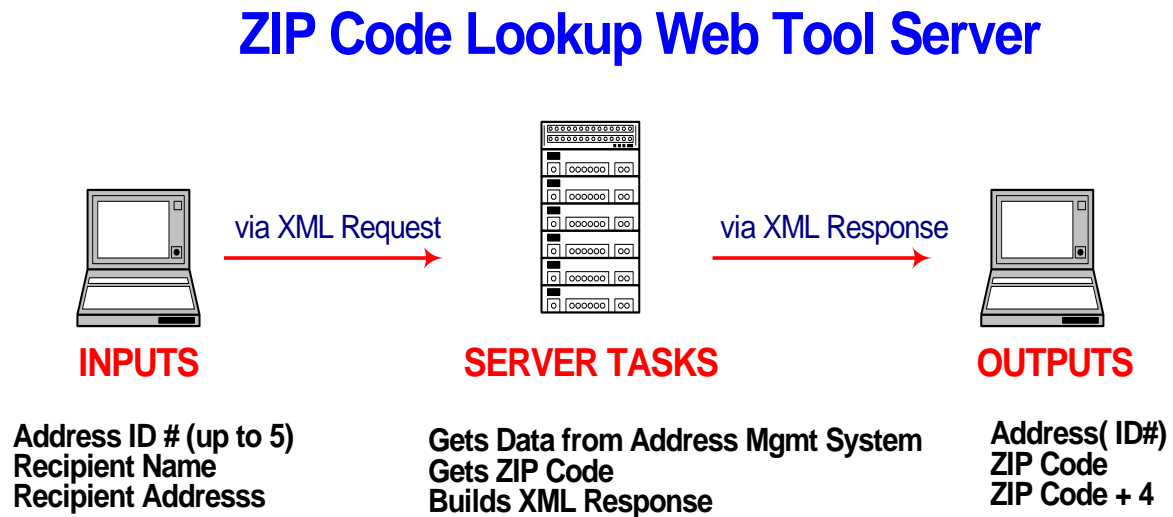 ZIP Code Lookup Web Tool Server
via XML Request
via XML Response
INPUTS
SERVER TASKS
OUTPUTS
Address ID # (up to 5)
Recipient Name
Recipient Addresss
Gets Data from Address Mgmt System
Gets ZIP Code
Builds XML Response
Address( ID#)
ZIP Code
ZIP Code + 4